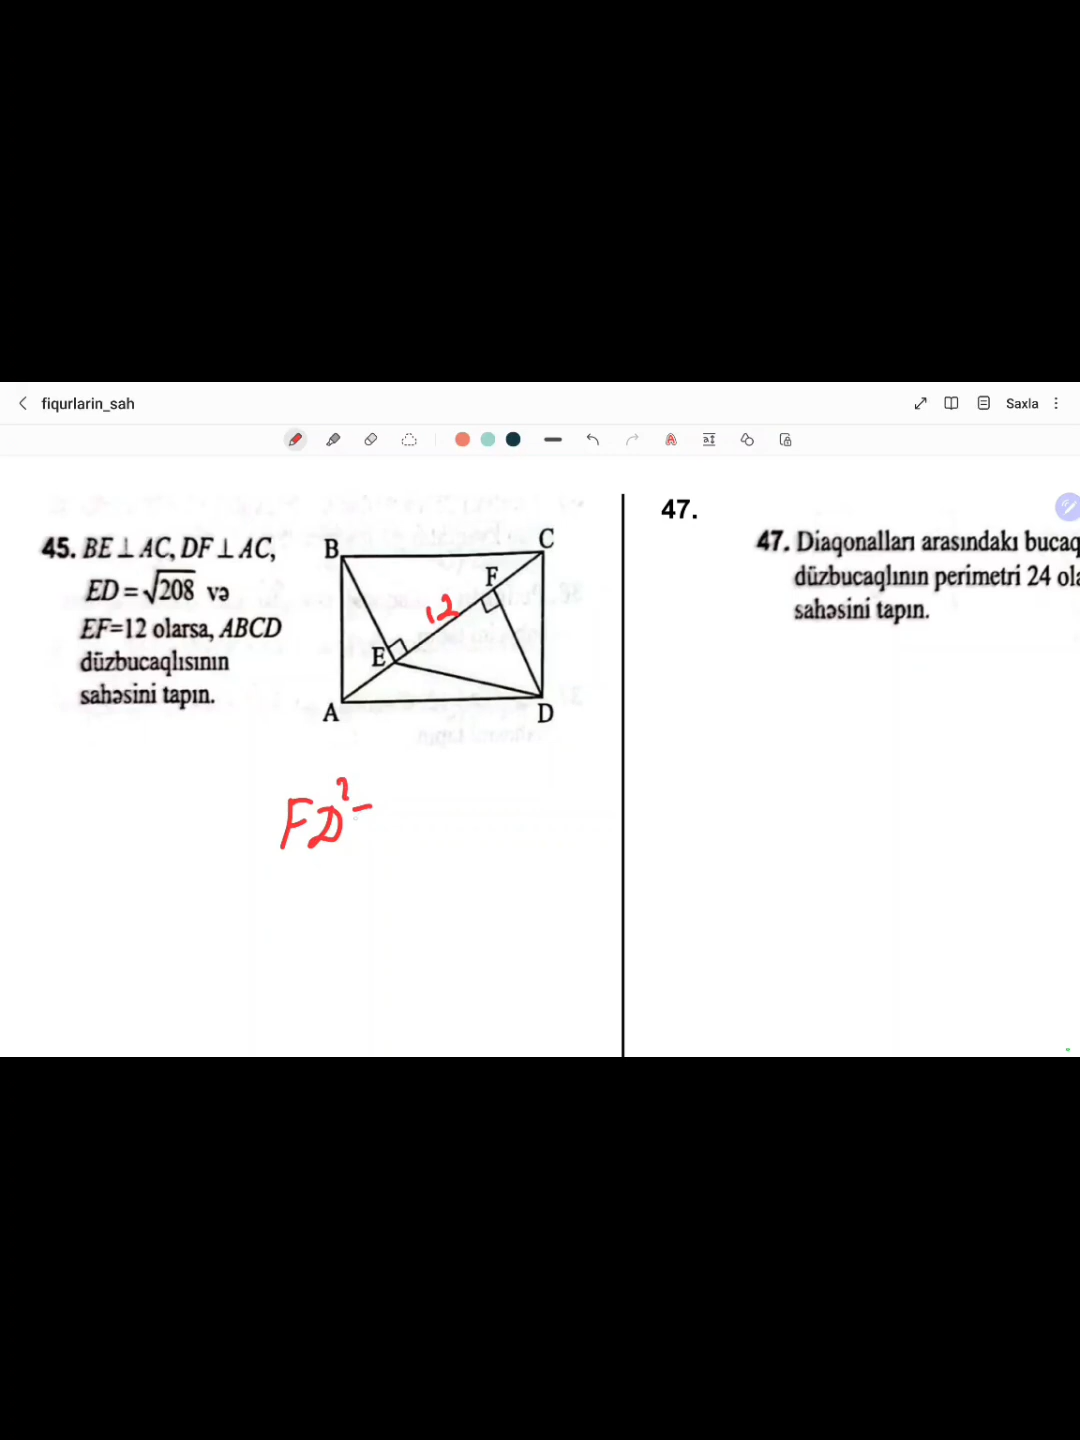 fiqurlarin_sah
Saxla
45. BE ⊥ AC, DF ⊥ AC,
ED = √208 və
EF=12 olarsa, ABCD
düzbucaqlısının
sahəsini tapın.
B
C
F
12
E
A
D
FD² -
47.
47. Diaqonalları arasındakı bucaq
düzbucaqlının perimetri 24 ola
sahəsini tapın.